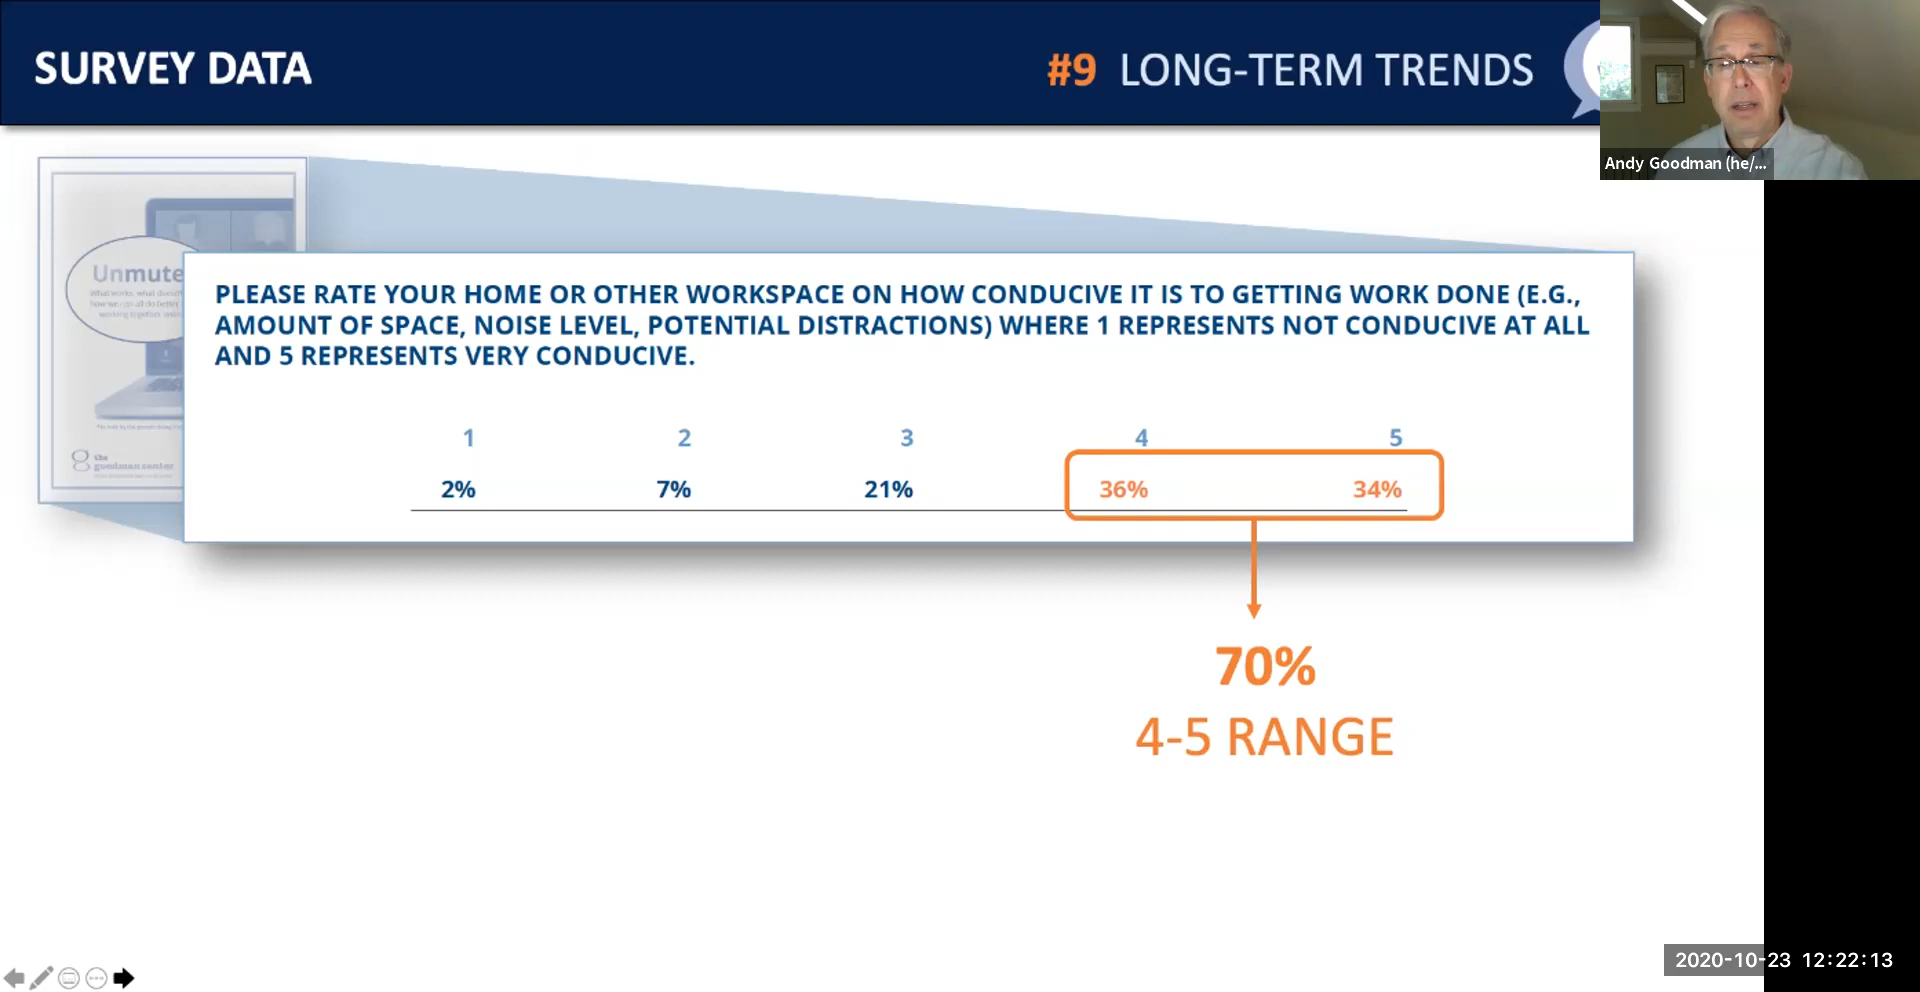 SURVEY DATA
#9 LONG-TERM TRENDS
Andy Goodman (he/...
Unmute
the
goodman center
PLEASE RATE YOUR HOME OR OTHER WORKSPACE ON HOW CONDUCIVE IT IS TO GETTING WORK DONE (E.G.,
AMOUNT OF SPACE, NOISE LEVEL, POTENTIAL DISTRACTIONS) WHERE 1 REPRESENTS NOT CONDUCIVE AT ALL
AND 5 REPRESENTS VERY CONDUCIVE.
1 2 3 4 5
2% 7% 21% 36% 34%
70%
4-5 RANGE
2020-10-23 12:22:13